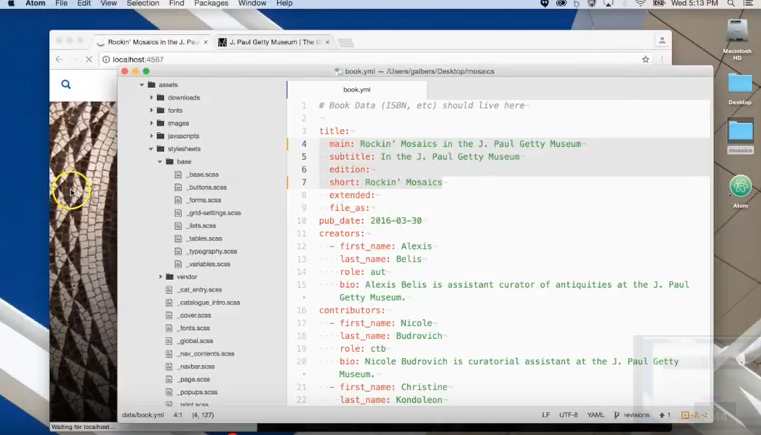 Atom File Edit View Selection Find Packages Window Help
Wed 5:13 PM
Rockin' Mosaics in the J. Pau
J. Paul Getty Museum | The G
localhost:4567
book.yml — /Users/galbers/Desktop/mosaics
assets
downloads
fonts
images
javascripts
stylesheets
base
_base.scss
_buttons.scss
_forms.scss
_grid-settings.scss
_lists.scss
_tables.scss
_typography.scss
_variables.scss
vendor
_cat_entry.scss
_catalogue_intro.scss
_cover.scss
_fonts.scss
_global.scss
_nav_contents.scss
_navbar.scss
_page.scss
_popups.scss
_print.scss
book.yml
1 # Book Data (ISBN, etc) should live here
2
3 title:
4 main: Rockin’ Mosaics in the J. Paul Getty Museum
5 subtitle: In the J. Paul Getty Museum
6 edition:
7 short: Rockin’ Mosaics
8 extended:
9 file_as:
10 pub_date: 2016-03-30
11 creators:
12 - first_name: Alexis
13 last_name: Belis
14 role: aut
15 bio: Alexis Belis is assistant curator of antiquities at the J. Paul
Getty Museum.
16 contributors:
17 - first_name: Nicole
18 last_name: Budrovich
19 role: ctb
20 bio: Nicole Budrovich is curatorial assistant at the J. Paul Getty
Museum.
21 - first_name: Christine
22 last_name: Kondoleon
data/book.yml 4:1 (4, 127)
LF UTF-8 YAML revisions 1
Waiting for localhost...
Macintosh
HD
Desktop
mosaics
Atom